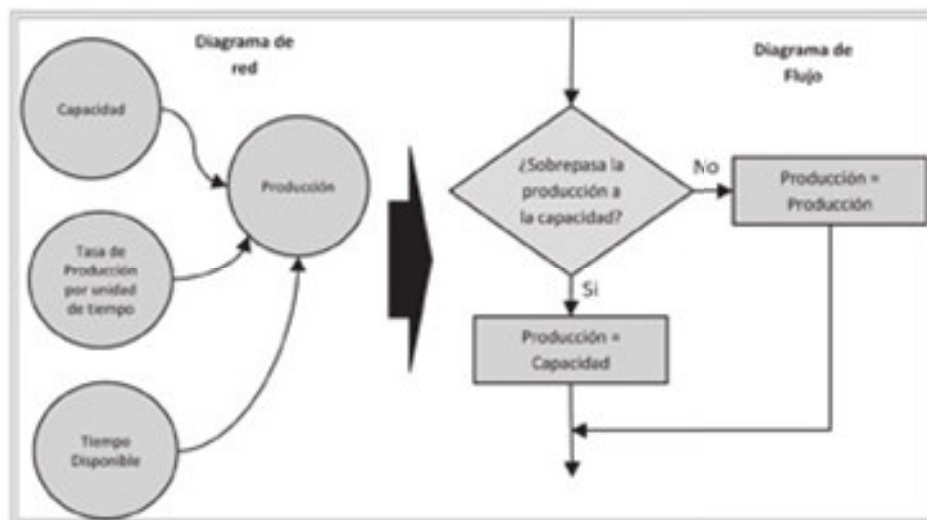 Diagrama de
red
Capacidad
Producción
Tasa de
Producción
por unidad
de tiempo
Tiempo
Disponible
Diagrama de
Flujo
¿Sobrepasa la
producción a
la capacidad?
No
Producción =
Producción
Si
Producción =
Capacidad